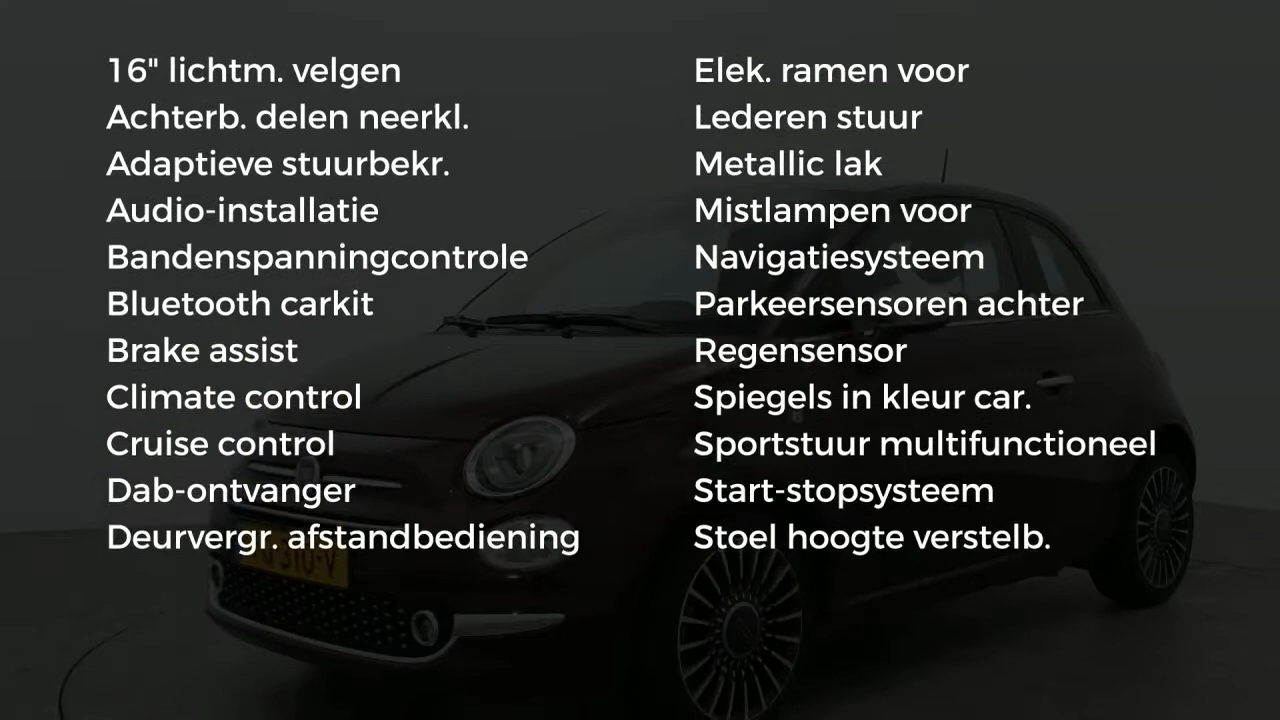 16" lichtm. velgen
Achterb. delen neerkl.
Adaptieve stuurbekr.
Audio-installatie
Bandenspanningcontrole
Bluetooth carkit
Brake assist
Climate control
Cruise control
Dab-ontvanger
Deurvergr. afstandbediening
Elek. ramen voor
Lederen stuur
Metallic lak
Mistlampen voor
Navigatiesysteem
Parkeersensoren achter
Regensensor
Spiegels in kleur car.
Sportstuur multifunctioneel
Start-stopsysteem
Stoel hoogte verstelb.